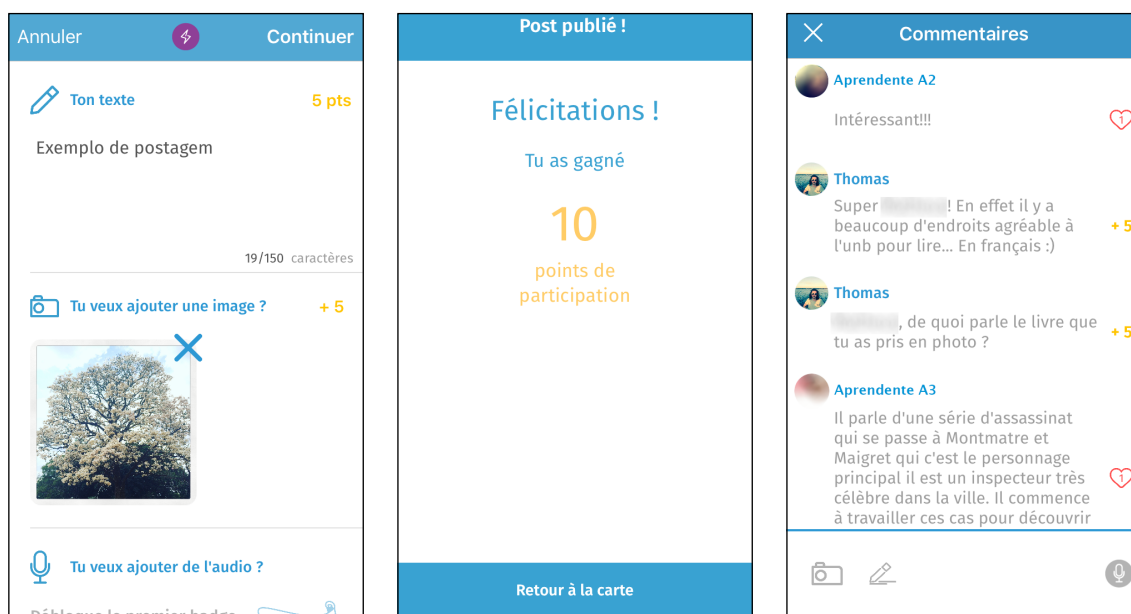 Annuler
Continuer
Ton texte
5 pts
Exemplo de postagem
19/150 caractères
Tu veux ajouter une image ?
+ 5
Tu veux ajouter de l'audio ?
Débloque le premier badge
Post publié !
Félicitations !
Tu as gagné
10
points de
participation
Retour à la carte
Commentaires
Aprendente A2
Intéressant!!!
1
Thomas
Super ! En effet il y a
beaucoup d'endroits agréable à
l'unb pour lire... En français :)
+ 5
Thomas
, de quoi parle le livre que
tu as pris en photo ?
+ 5
Aprendente A3
Il parle d'une série d'assassinat
qui se passe à Montmatre et
Maigret qui c'est le personnage
principal il est un inspecteur très
célèbre dans la ville. Il commence
à travailler ces cas pour découvrir
1